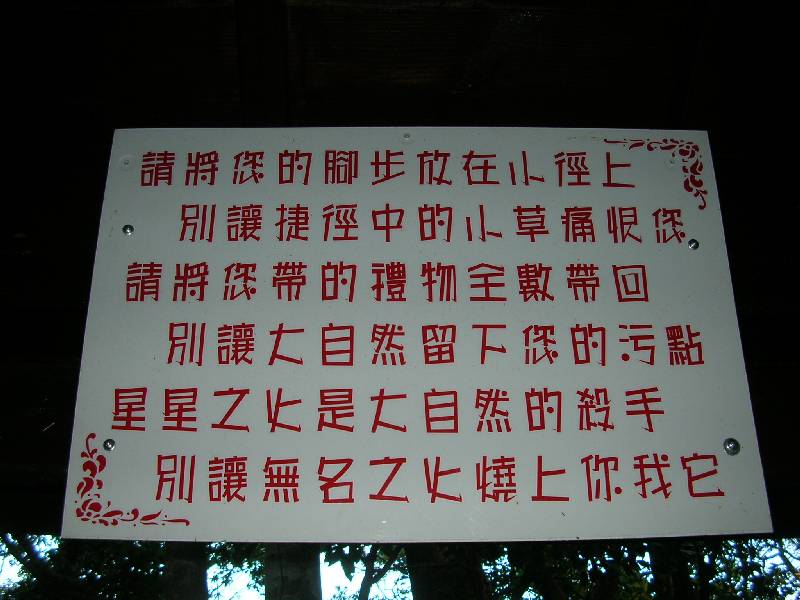 請將您的腳步放在小徑上
別讓捷徑中的小草痛恨您
請將您帶的禮物全數帶回
別讓大自然留下您的污點
星星之火是大自然的殺手
別讓無名之火燒上你我它